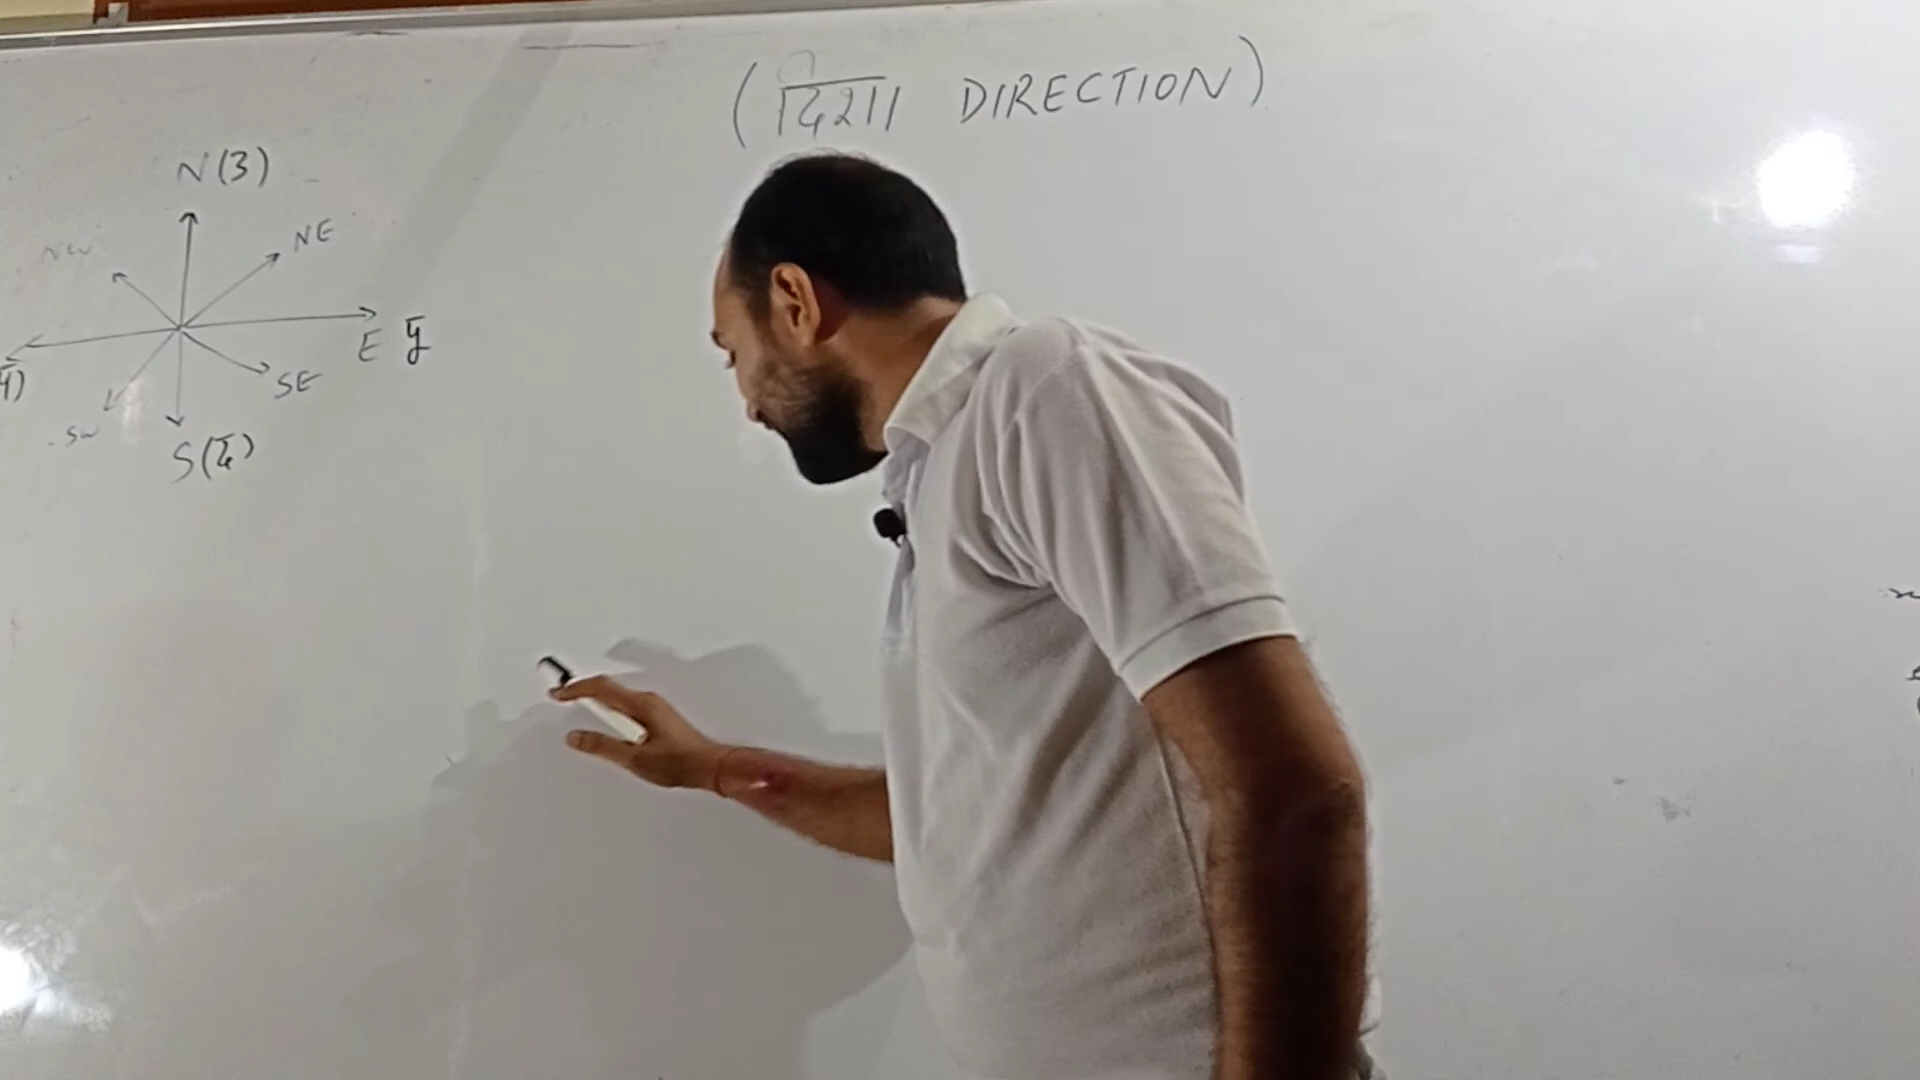 (दिशा DIRECTION)
N(उ)
NW
NE
E पू
प)
SE
SW
S(द)